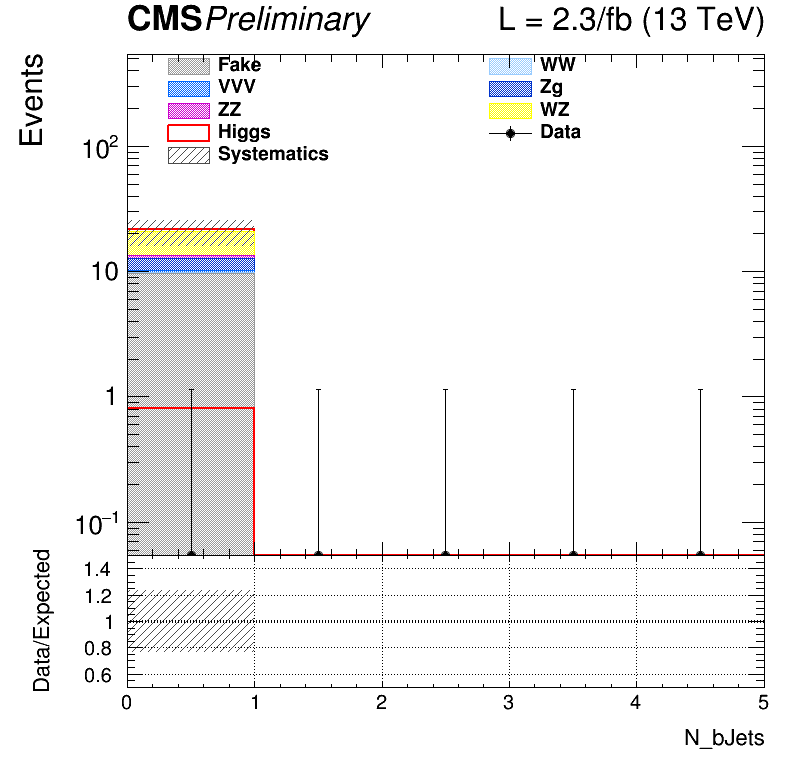 CMS Preliminary L = 2.3/fb (13 TeV)
Events
Fake WW
VVV Zg
ZZ WZ
Higgs Data
Systematics
10²
10
1
10⁻¹
Data/Expected
1.4
1.2
1
0.8
0.6
0 1 2 3 4 5
N_bJets